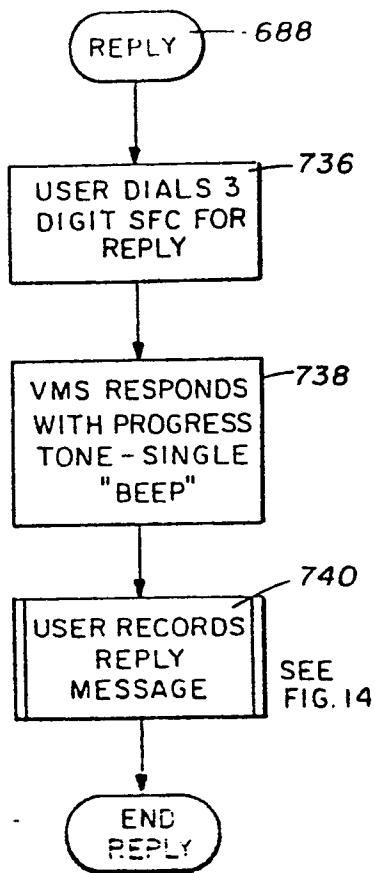 REPLY
688
736
USER DIALS 3
DIGIT SFC FOR
REPLY
738
VMS RESPONDS
WITH PROGRESS
TONE - SINGLE
"BEEP"
740
USER RECORDS
REPLY
MESSAGE
SEE
FIG. 14
END
REPLY